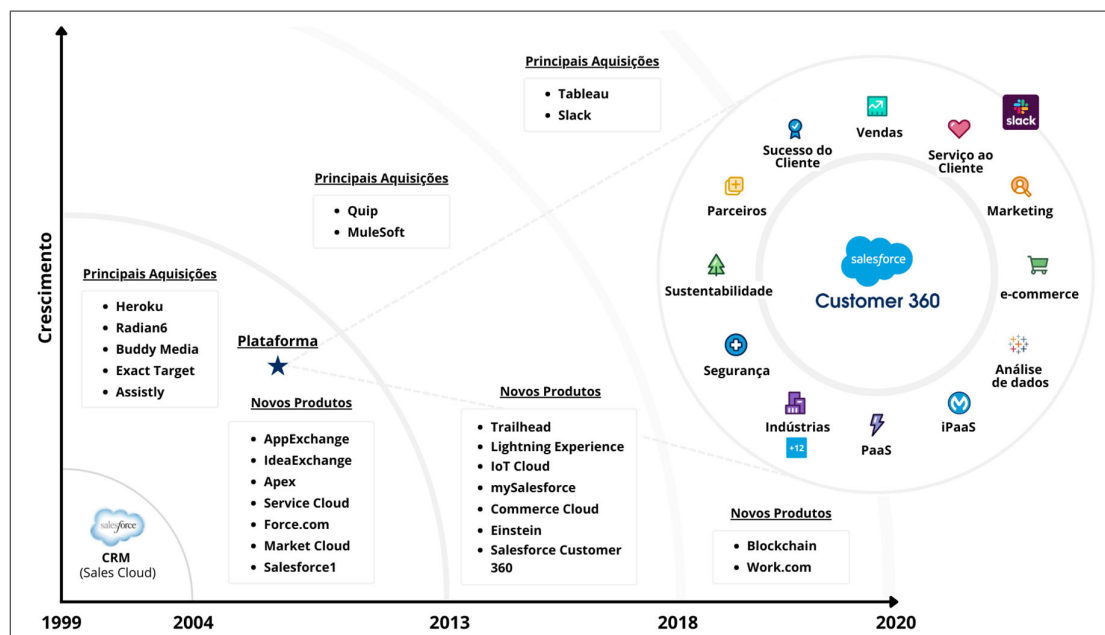 Crescimento
Principais Aquisições
Heroku
Radian6
Buddy Media
Exact Target
Assistly
salesforce
CRM
(Sales Cloud)
Plataforma
Novos Produtos
AppExchange
IdeaExchange
Apex
Service Cloud
Force.com
Market Cloud
Salesforce1
Principais Aquisições
Quip
MuleSoft
Novos Produtos
Trailhead
Lightning Experience
IoT Cloud
mySalesforce
Commerce Cloud
Einstein
Salesforce Customer
360
Principais Aquisições
Tableau
Slack
Vendas
slack
Serviço ao
Cliente
Marketing
e-commerce
Análise
de dados
iPaaS
PaaS
Indústrias
+12
Segurança
Sustentabilidade
Parceiros
Sucesso do
Cliente
salesforce
Customer 360
Novos Produtos
Blockchain
Work.com
1999
2004
2013
2018
2020